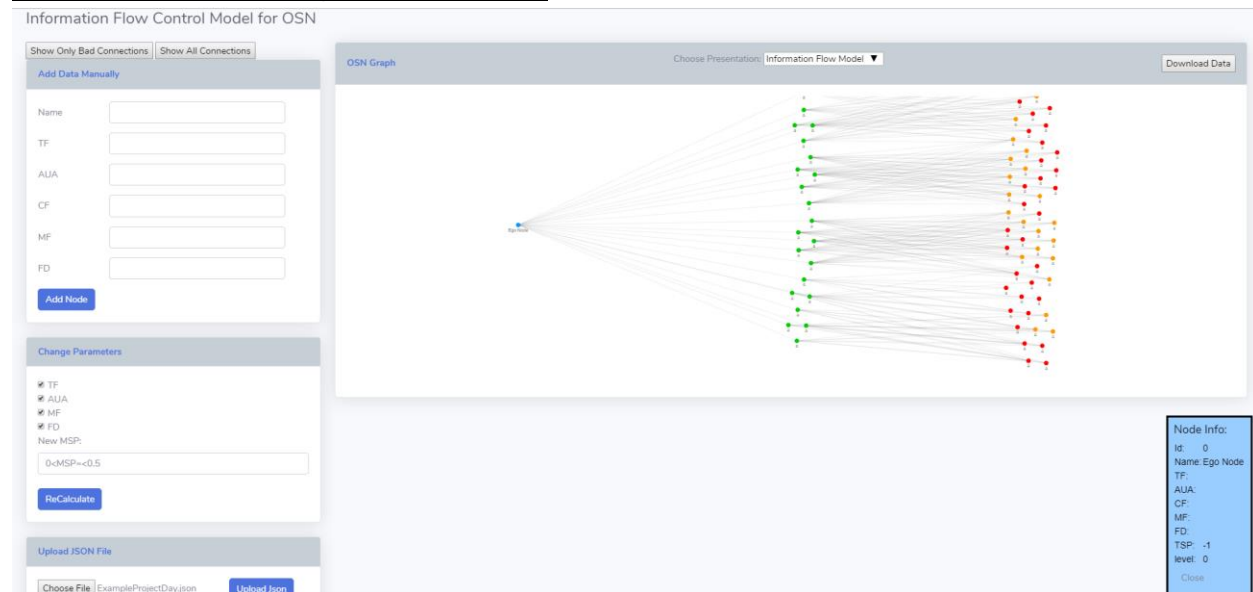 Information Flow Control Model for OSN
Show Only Bad Connections Show All Connections
Add Data Manually
Name
TF
AUA
CF
MF
FD
Add Node
Change Parameters
TF
AUA
MF
FD
New MSP:
0<MSP=<0.5
ReCalculate
Upload JSON File
Choose File ExampleProjectDay.json Upload Json
OSN Graph Choose Presentation: Information Flow Model ▼ Download Data
Ego Node
Node Info:
Id: 0
Name: Ego Node
TF:
AUA:
CF:
MF:
FD:
TSP: -1
level: 0
Close